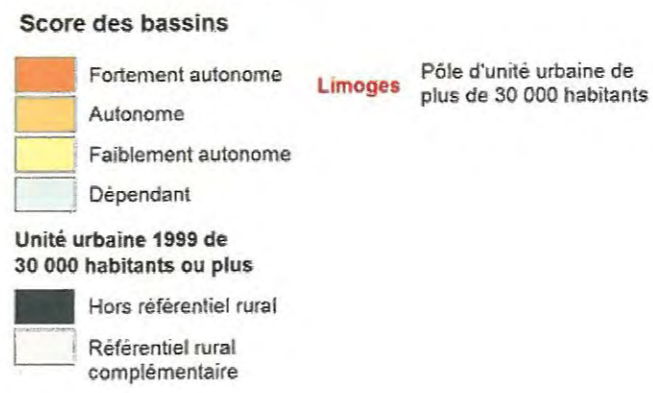 Score des bassins
Fortement autonome
Autonome
Faiblement autonome
Dépendant
Limoges
Pôle d'unité urbaine de
plus de 30 000 habitants
Unité urbaine 1999 de
30 000 habitants ou plus
Hors référentiel rural
Référentiel rural
complémentaire